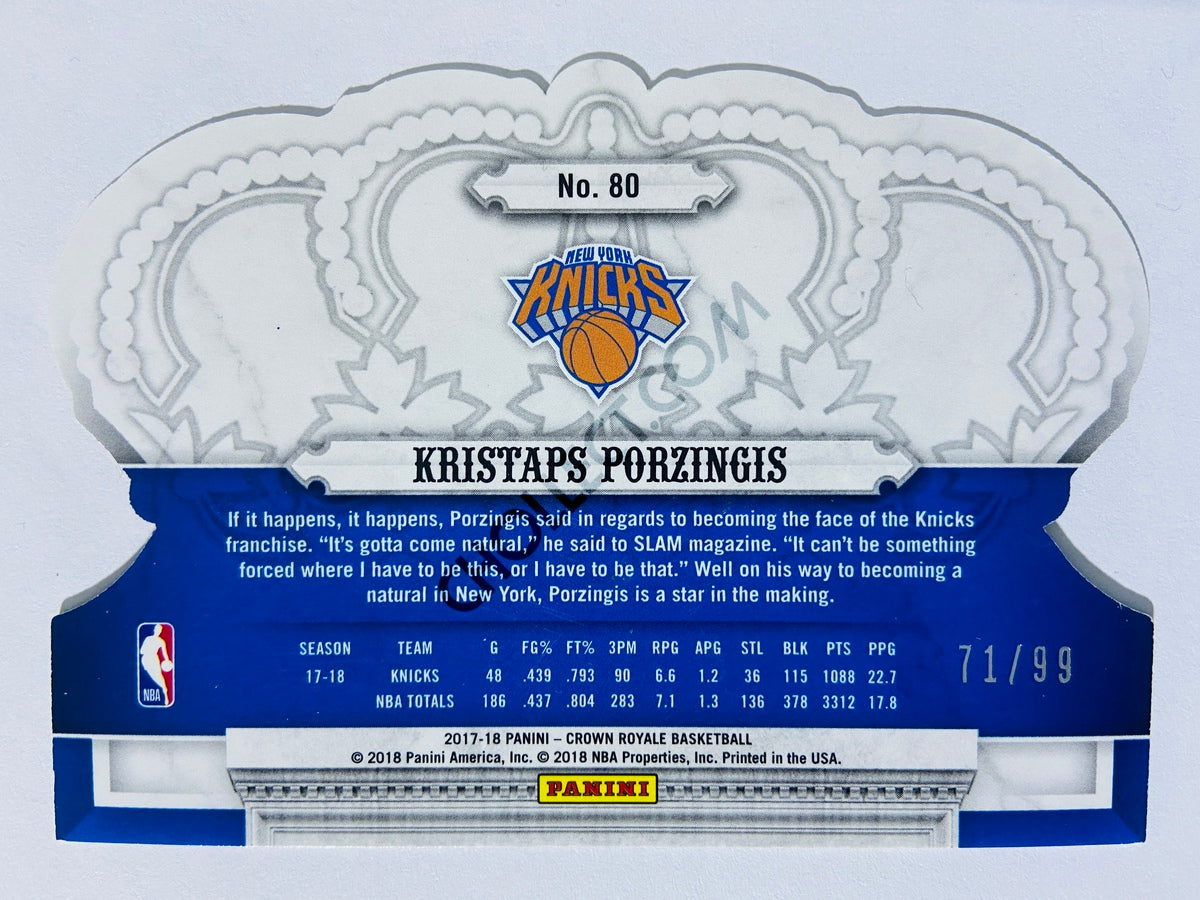 No. 80
NEW YORK
KNICKS
KRISTAPS PORZINGIS
If it happens, it happens, Porzingis said in regards to becoming the face of the Knicks
franchise. “It’s gotta come natural,” he said to SLAM magazine. “It can’t be something
forced where I have to be this, or I have to be that.” Well on his way to becoming a
natural in New York, Porzingis is a star in the making.
SEASON TEAM G FG% FT% 3PM RPG APG STL BLK PTS PPG
17-18 KNICKS 48 .439 .793 90 6.6 1.2 36 115 1088 22.7
NBA TOTALS 186 .437 .804 283 7.1 1.3 136 378 3312 17.8
71/99
NBA
2017-18 PANINI – CROWN ROYALE BASKETBALL
© 2018 Panini America, Inc. © 2018 NBA Properties, Inc. Printed in the USA.
PANINI